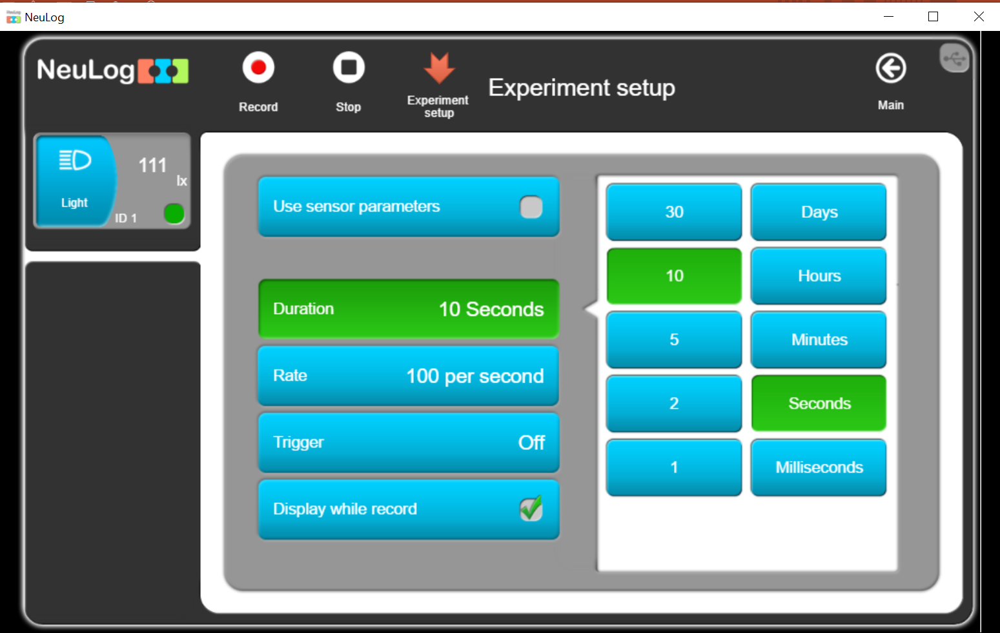 NeuLog
NeuLog
Record
Stop
Experiment
setup
Experiment setup
Main
Light
111
lx
ID 1
Use sensor parameters
Duration 10 Seconds
Rate 100 per second
Trigger Off
Display while record
30 Days
10 Hours
5 Minutes
2 Seconds
1 Milliseconds